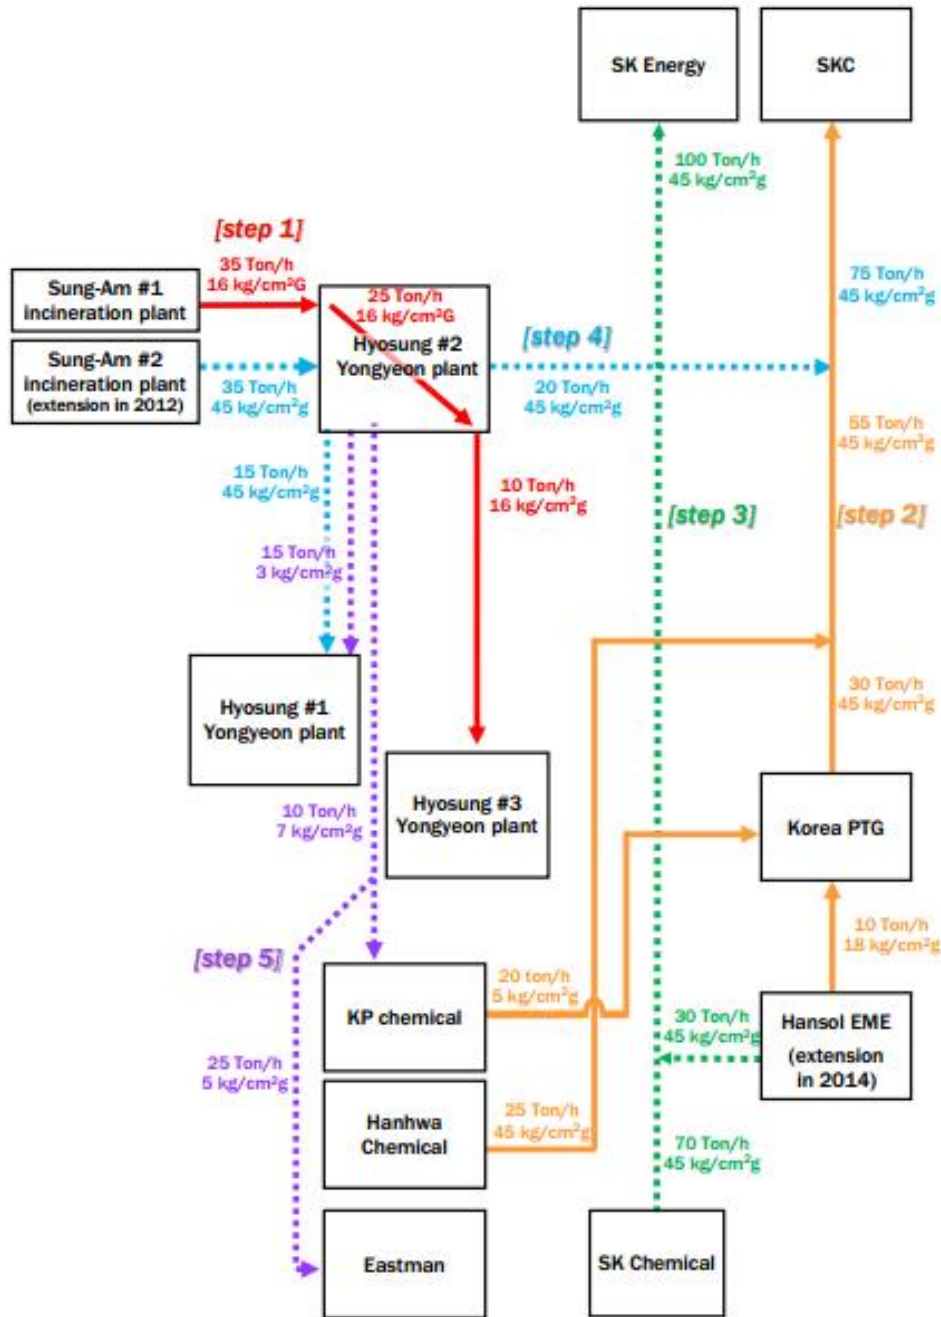 SK Energy
SKC
100 Ton/h
45 kg/cm²g
[step 1]
35 Ton/h
16 kg/cm²G
75 Ton/h
45 kg/cm²g
Sung-Am #1
incineration plant
25 Ton/h
16 kg/cm²G
Hyosung #2
Yongyeon plant
[step 4]
Sung-Am #2
incineration plant
(extension in 2012)
35 Ton/h
45 kg/cm²g
20 Ton/h
45 kg/cm²g
55 Ton/h
45 kg/cm²g
15 Ton/h
45 kg/cm²g
10 Ton/h
16 kg/cm²g
[step 3]
[step 2]
15 Ton/h
3 kg/cm²g
Hyosung #1
Yongyeon plant
30 Ton/h
45 kg/cm²g
10 Ton/h
7 kg/cm²g
Hyosung #3
Yongyeon plant
Korea PTG
10 Ton/h
18 kg/cm²g
[step 5]
KP chemical
20 ton/h
5 kg/cm²g
30 Ton/h
45 kg/cm²g
Hansol EME
(extension
in 2014)
25 Ton/h
5 kg/cm²g
Hanhwa
Chemical
25 Ton/h
45 kg/cm²g
70 Ton/h
45 kg/cm²g
Eastman
SK Chemical